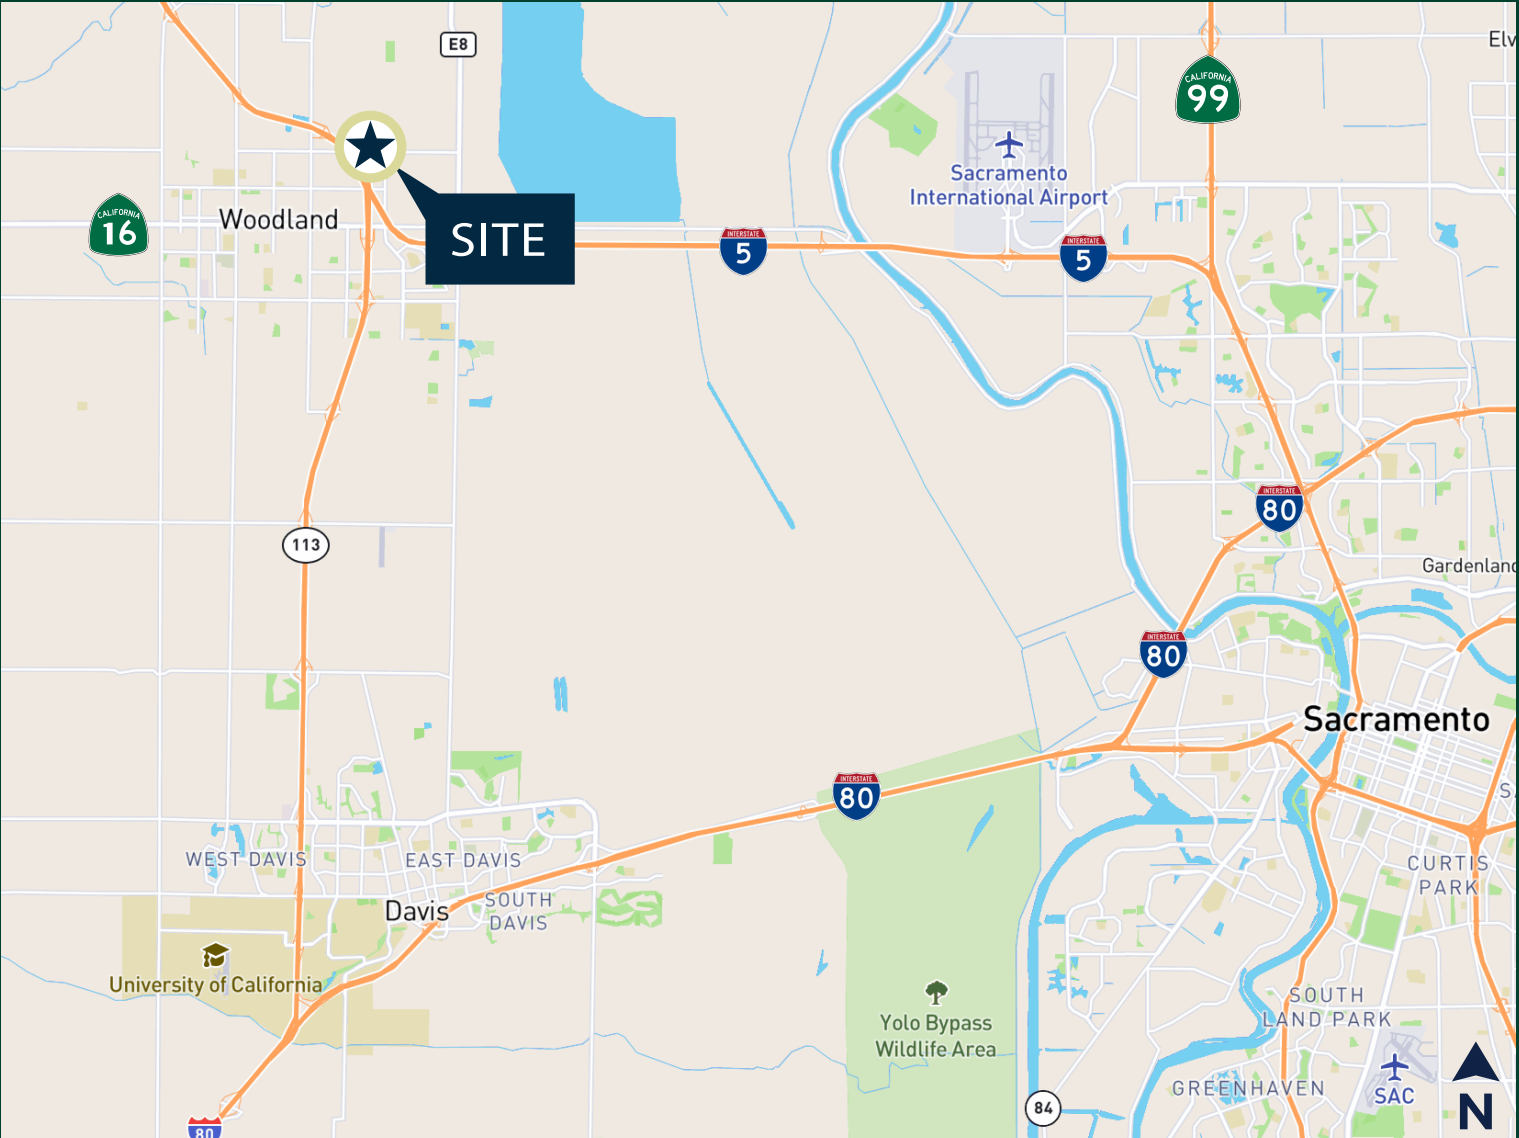 E8
Elv
CALIFORNIA
99
Sacramento
International Airport
CALIFORNIA
16
Woodland
SITE
INTERSTATE
5
INTERSTATE
5
INTERSTATE
80
113
Gardenland
INTERSTATE
80
Sacramento
INTERSTATE
80
WEST DAVIS
EAST DAVIS
CURTIS
PARK
Davis
SOUTH
DAVIS
University of California
SOUTH
LAND PARK
Yolo Bypass
Wildlife Area
GREENHAVEN
SAC
84
N
80